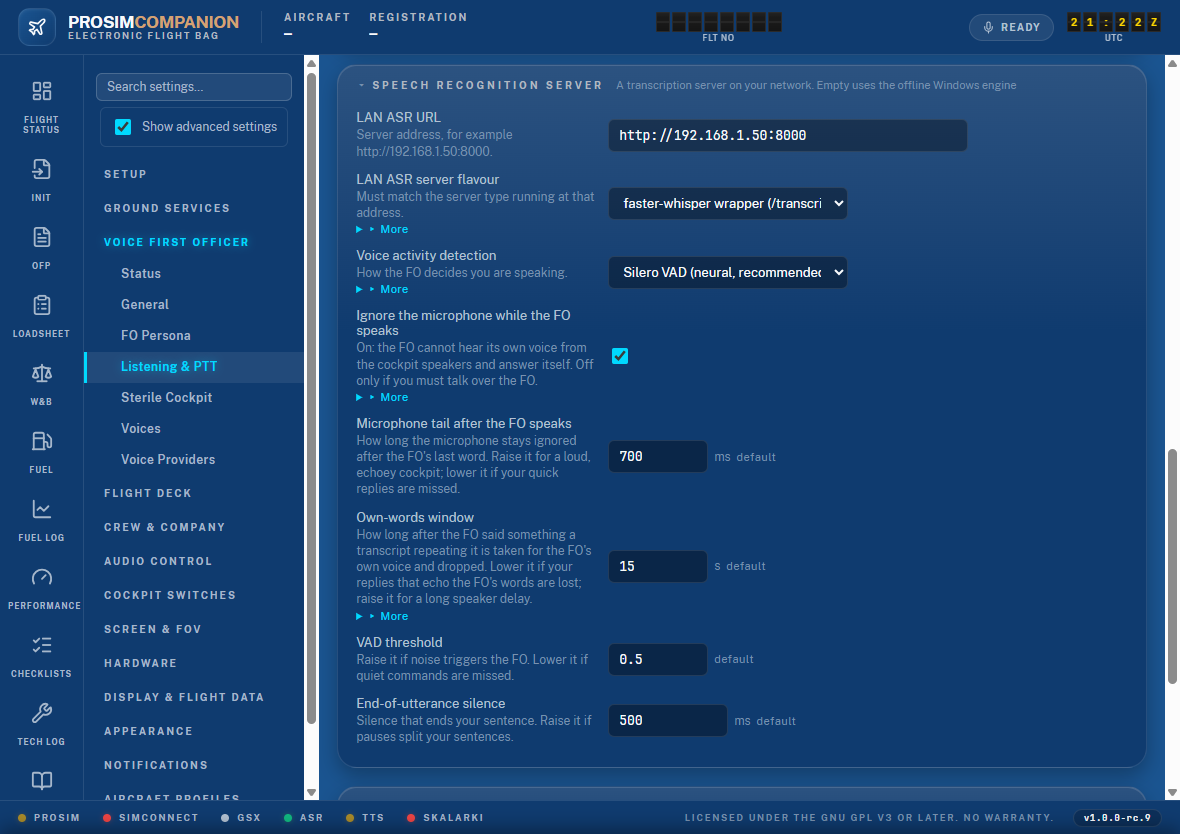 PROSIMCOMPANION
ELECTRONIC FLIGHT BAG
AIRCRAFT
–
REGISTRATION
–
FLT NO
READY
21:22Z
UTC
FLIGHT STATUS
INIT
OFP
LOADSHEET
W&B
FUEL
FUEL LOG
PERFORMANCE
CHECKLISTS
TECH LOG
Search settings...
Show advanced settings
SETUP
GROUND SERVICES
VOICE FIRST OFFICER
Status
General
FO Persona
Listening & PTT
Sterile Cockpit
Voices
Voice Providers
FLIGHT DECK
CREW & COMPANY
AUDIO CONTROL
COCKPIT SWITCHES
SCREEN & FOV
HARDWARE
DISPLAY & FLIGHT DATA
APPEARANCE
NOTIFICATIONS
AIRCRAFT PROFILES
SPEECH RECOGNITION SERVER A transcription server on your network. Empty uses the offline Windows engine
LAN ASR URL
Server address, for example
http://192.168.1.50:8000.
http://192.168.1.50:8000
LAN ASR server flavour
Must match the server type running at that
address.
More
faster-whisper wrapper (/transcri
Voice activity detection
How the FO decides you are speaking.
More
Silero VAD (neural, recommended
Ignore the microphone while the FO
speaks
On: the FO cannot hear its own voice from
the cockpit speakers and answer itself. Off
only if you must talk over the FO.
More
Microphone tail after the FO speaks
How long the microphone stays ignored
after the FO's last word. Raise it for a loud,
echoey cockpit; lower it if your quick
replies are missed.
700 ms default
Own-words window
How long after the FO said something a
transcript repeating it is taken for the FO's
own voice and dropped. Lower it if your
replies that echo the FO's words are lost;
raise it for a long speaker delay.
More
15 s default
VAD threshold
Raise it if noise triggers the FO. Lower it if
quiet commands are missed.
0.5 default
End-of-utterance silence
Silence that ends your sentence. Raise it if
pauses split your sentences.
500 ms default
PROSIM
SIMCONNECT
GSX
ASR
TTS
SKALARKI
LICENSED UNDER THE GNU GPL V3 OR LATER. NO WARRANTY.
v1.0.0-rc.9